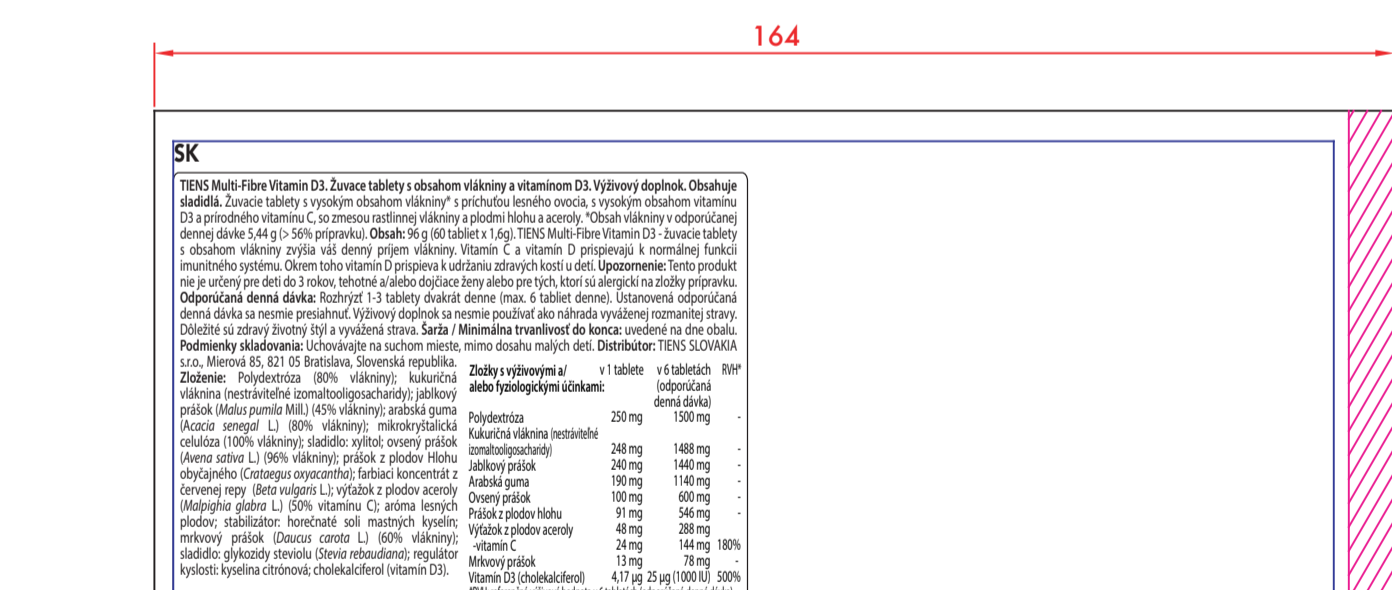 164
SK
TIENS Multi-Fibre Vitamin D3. Žuvace tablety s obsahom vlákniny a vitamínom D3. Výživový doplnok. Obsahuje
sladidlá. Žuvacie tablety s vysokým obsahom vlákniny* s príchuťou lesného ovocia, s vysokým obsahom vitamínu
D3 a prírodného vitamínu C, so zmesou rastlinnej vlákniny a plodmi hlohu a aceroly. *Obsah vlákniny v odporúčanej
dennej dávke 5,44 g (> 56% prípravku). Obsah: 96 g (60 tabliet x 1,6g). TIENS Multi-Fibre Vitamin D3 - žuvacie tablety
s obsahom vlákniny zvýšia váš denný príjem vlákniny. Vitamín C a vitamín D prispievajú k normálnej funkcii
imunitného systému. Okrem toho vitamín D prispieva k udržaniu zdravých kostí u detí. Upozornenie: Tento produkt
nie je určený pre deti do 3 rokov, tehotné a/alebo dojčiace ženy alebo pre tých, ktorí sú alergickí na zložky prípravku.
Odporúčaná denná dávka: Rozhrýzť 1-3 tablety dvakrát denne (max. 6 tabliet denne). Ustanovená odporúčaná
denná dávka sa nesmie presiahnuť. Výživový doplnok sa nesmie používať ako náhrada vyváženej rozmanitej stravy.
Dôležité sú zdravý životný štýl a vyvážená strava. Šarža / Minimálna trvanlivosť do konca: uvedené na dne obalu.
Podmienky skladovania: Uchovávajte na suchom mieste, mimo dosahu malých detí. Distribútor: TIENS SLOVAKIA
s.r.o., Mierová 85, 821 05 Bratislava, Slovenská republika.
Zloženie: Polydextróza (80% vlákniny); kukuričná
vláknina (nestráviteľné izomaltooligosacharidy); jablkový
prášok (Malus pumila Mill.) (45% vlákniny); arabská guma
(Acacia senegal L.) (80% vlákniny); mikrokryštalická
celulóza (100% vlákniny); sladidlo: xylitol; ovsený prášok
(Avena sativa L.) (96% vlákniny); prášok z plodov Hlohu
obyčajného (Crataegus oxyacantha); farbiaci koncentrát z
červenej repy (Beta vulgaris L.); výťažok z plodov aceroly
(Malpighia glabra L.) (50% vitamínu C); aróma lesných
plodov; stabilizátor: horečnaté soli mastných kyselín;
mrkvový prášok (Daucus carota L.) (60% vlákniny);
sladidlo: glykozidy steviolu (Stevia rebaudiana); regulátor
kyslosti: kyselina citrónová; cholekalciferol (vitamín D3).
Zložky s výživovými a/ v 1 tablete v 6 tabletách RVH*
alebo fyziologickými účinkami: (odporúčaná
denná dávka)
Polydextróza 250 mg 1500 mg -
Kukuričná vláknina (nestráviteľné
izomaltooligosacharidy) 248 mg 1488 mg -
Jablkový prášok 240 mg 1440 mg -
Arabská guma 190 mg 1140 mg -
Ovsený prášok 100 mg 600 mg -
Prášok z plodov hlohu 91 mg 546 mg -
Výťažok z plodov aceroly 48 mg 288 mg
-vitamín C 24 mg 144 mg 180%
Mrkvový prášok 13 mg 78 mg -
Vitamín D3 (cholekalciferol) 4,17 µg 25 µg (1000 IU) 500%